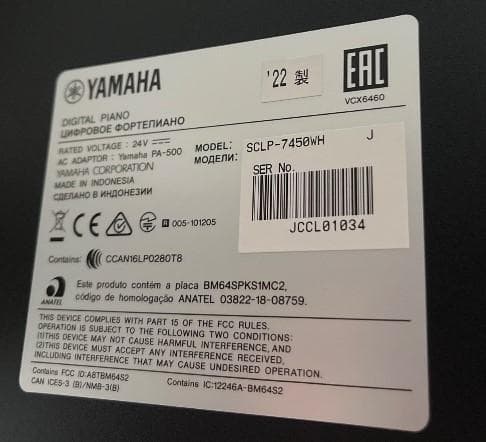 YAMAHA
'22 製
EAC
VCX6460
DIGITAL PIANO
ЦИФРОВОЕ ФОРТЕПИАНО
RATED VOLTAGE : 24V
AC ADAPTOR : Yamaha PA-500
YAMAHA CORPORATION
MADE IN INDONESIA
СДЕЛАНО В ИНДОНЕЗИИ
MODEL: SCLP-7450WH J
МОДЕЛИ:
SER No.
JCCL01034
CE R 005-101205
Contains: CCAN16LP0280T8
ANATEL
Este produto contém a placa BM64SPKS1MC2,
código de homologação ANATEL 03822-18-08759.
THIS DEVICE COMPLIES WITH PART 15 OF THE FCC RULES.
OPERATION IS SUBJECT TO THE FOLLOWING TWO CONDITIONS:
(1)THIS DEVICE MAY NOT CAUSE HARMFUL INTERFERENCE, AND
(2)THIS DEVICE MUST ACCEPT ANY INTERFERENCE RECEIVED,
INCLUDING INTERFERENCE THAT MAY CAUSE UNDESIRED OPERATION.
Contains FCC ID:A8TBM64S2 Contains IC:12246A-BM64S2
CAN ICES-3 (B)/NMB-3(B)